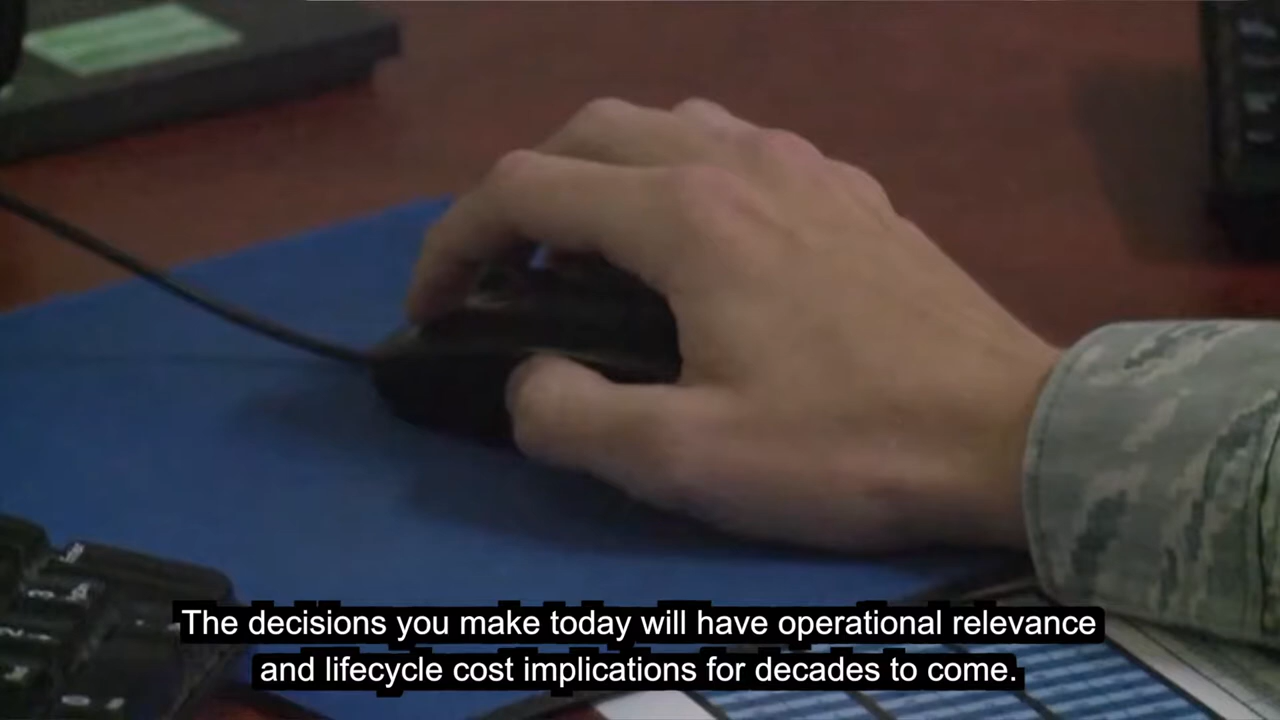 The decisions you make today will have operational relevance
and lifecycle cost implications for decades to come.